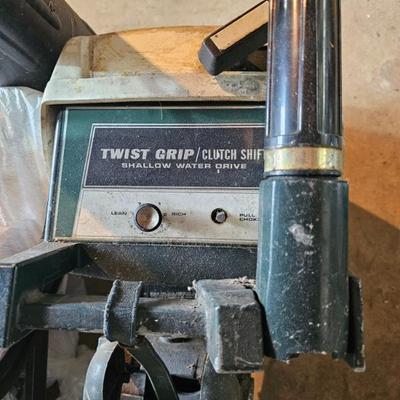 TWIST GRIP/CLUTCH SHIFT
SHALLOW WATER DRIVE
LEAN RICH PULL
CHOKE